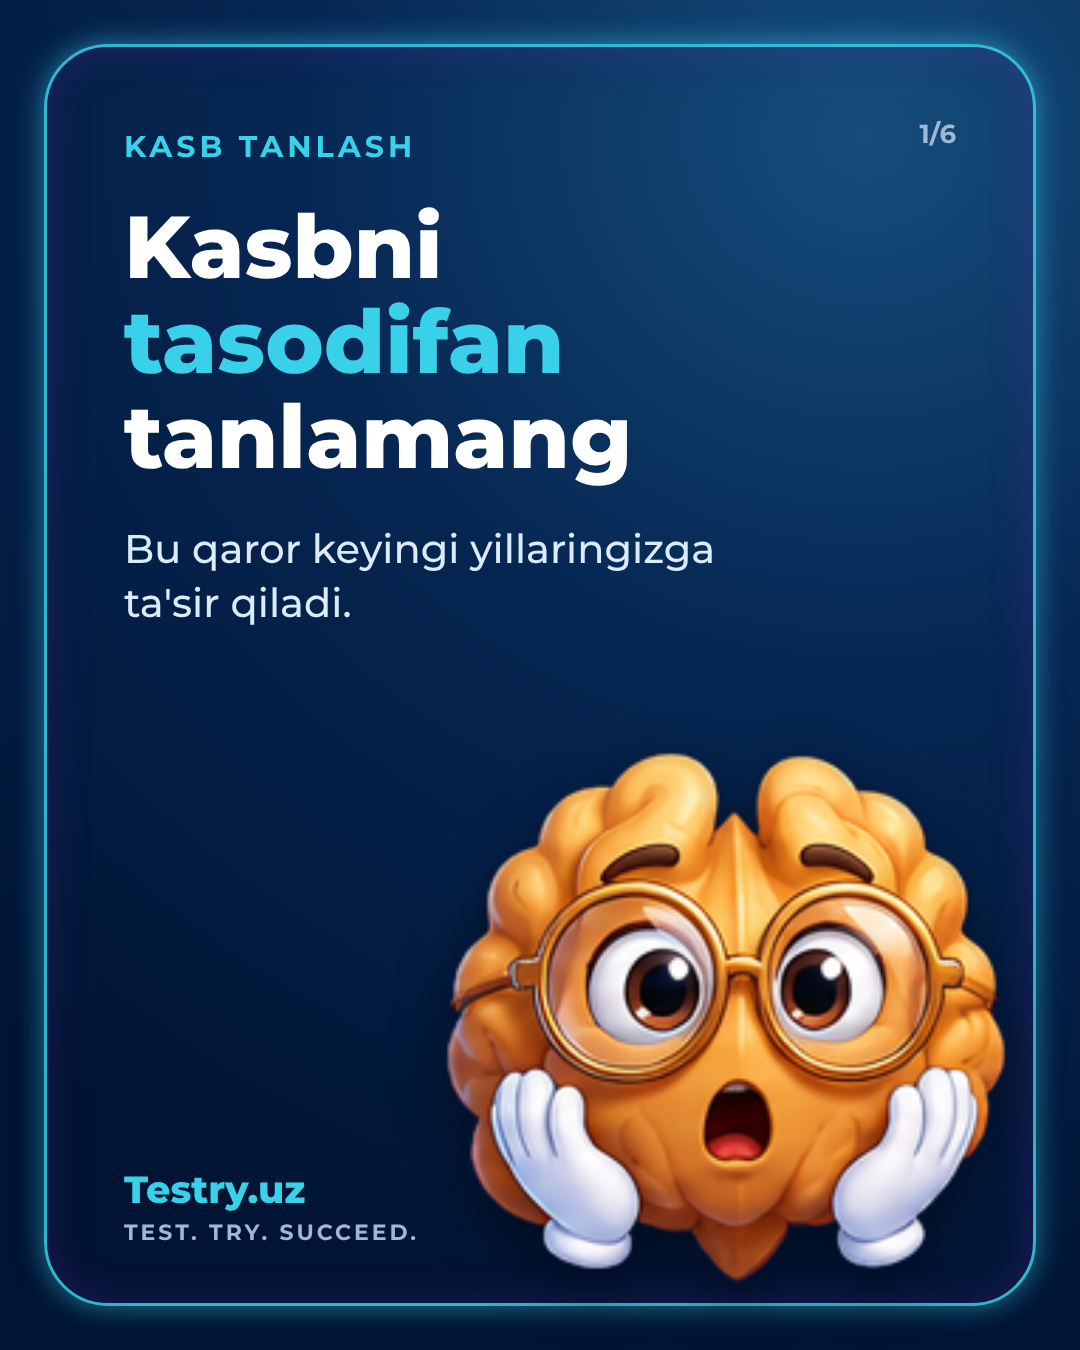 KASB TANLASH
1/6
Kasbni
tasodifan
tanlamang
Bu qaror keyingi yillaringizga
ta'sir qiladi.
Testry.uz
TEST. TRY. SUCCEED.